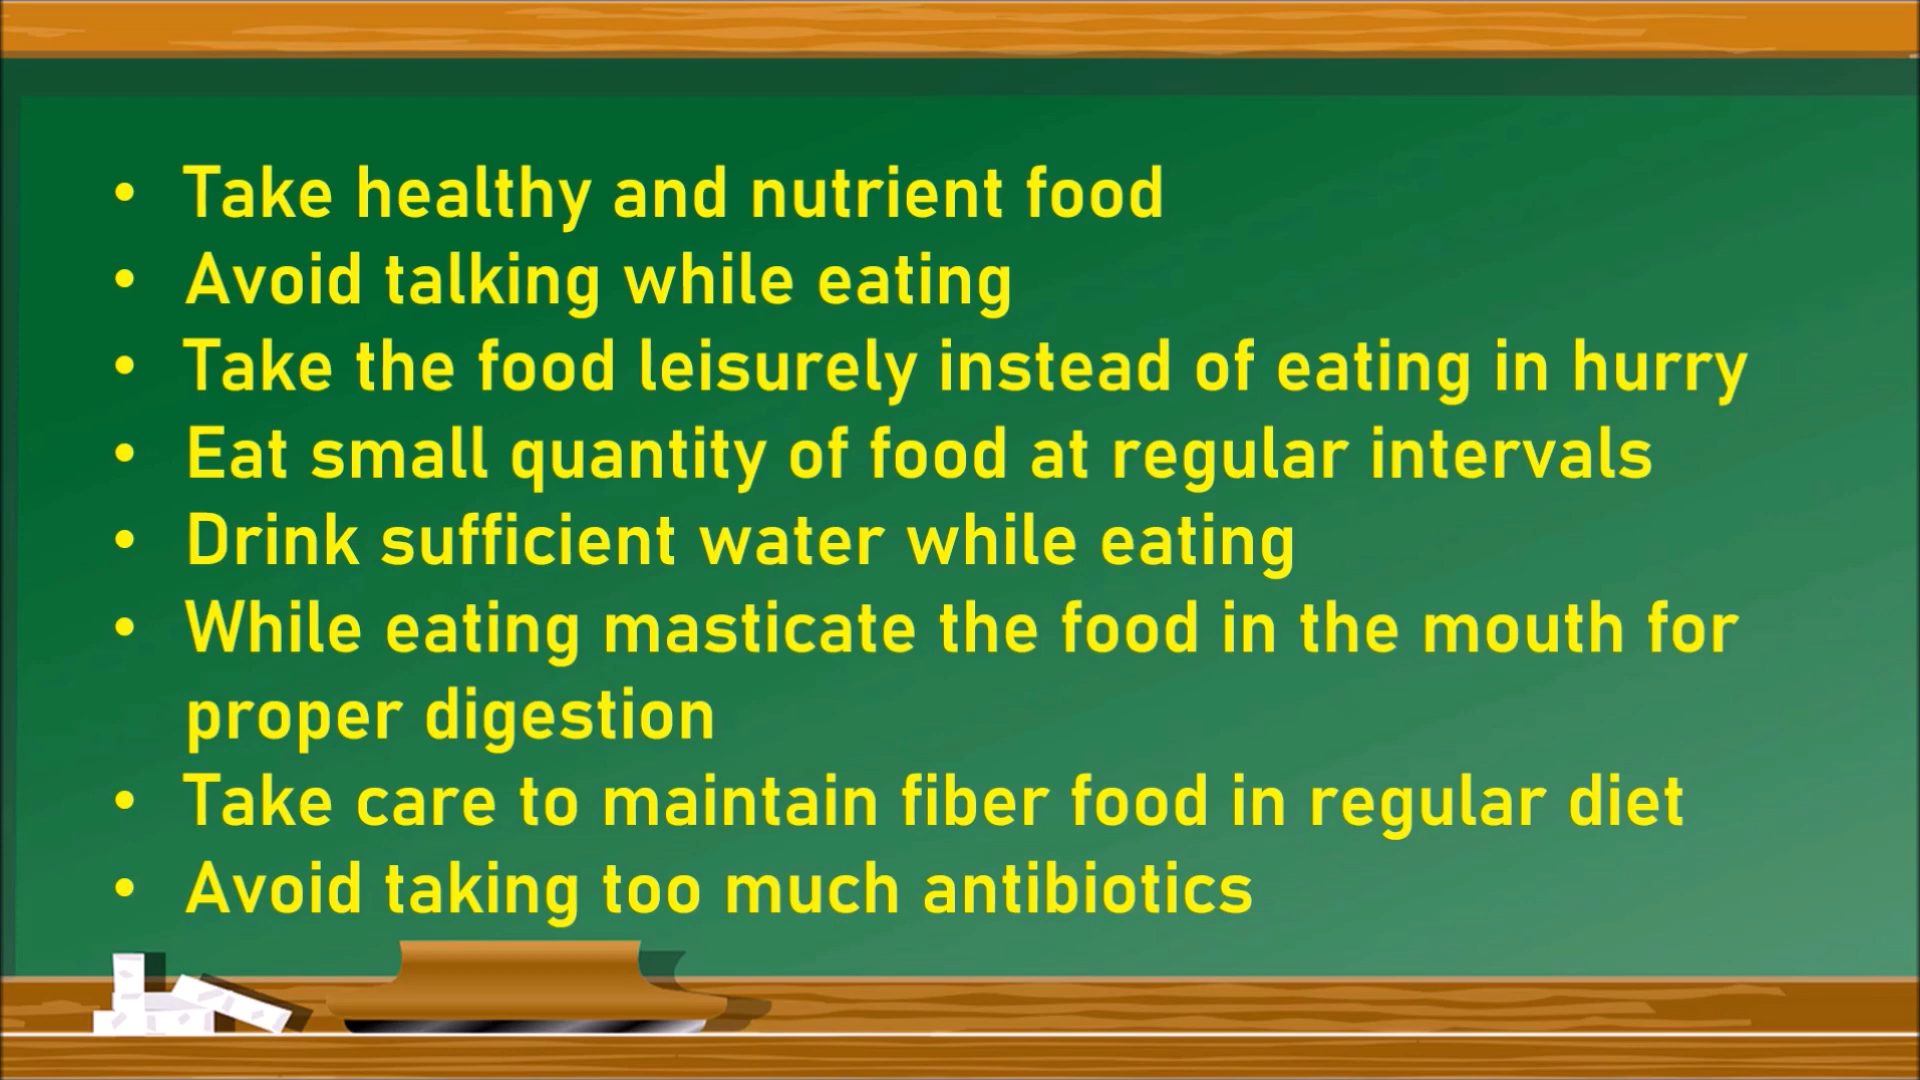 • Take healthy and nutrient food
• Avoid talking while eating
• Take the food leisurely instead of eating in hurry
• Eat small quantity of food at regular intervals
• Drink sufficient water while eating
• While eating masticate the food in the mouth for
proper digestion
• Take care to maintain fiber food in regular diet
• Avoid taking too much antibiotics